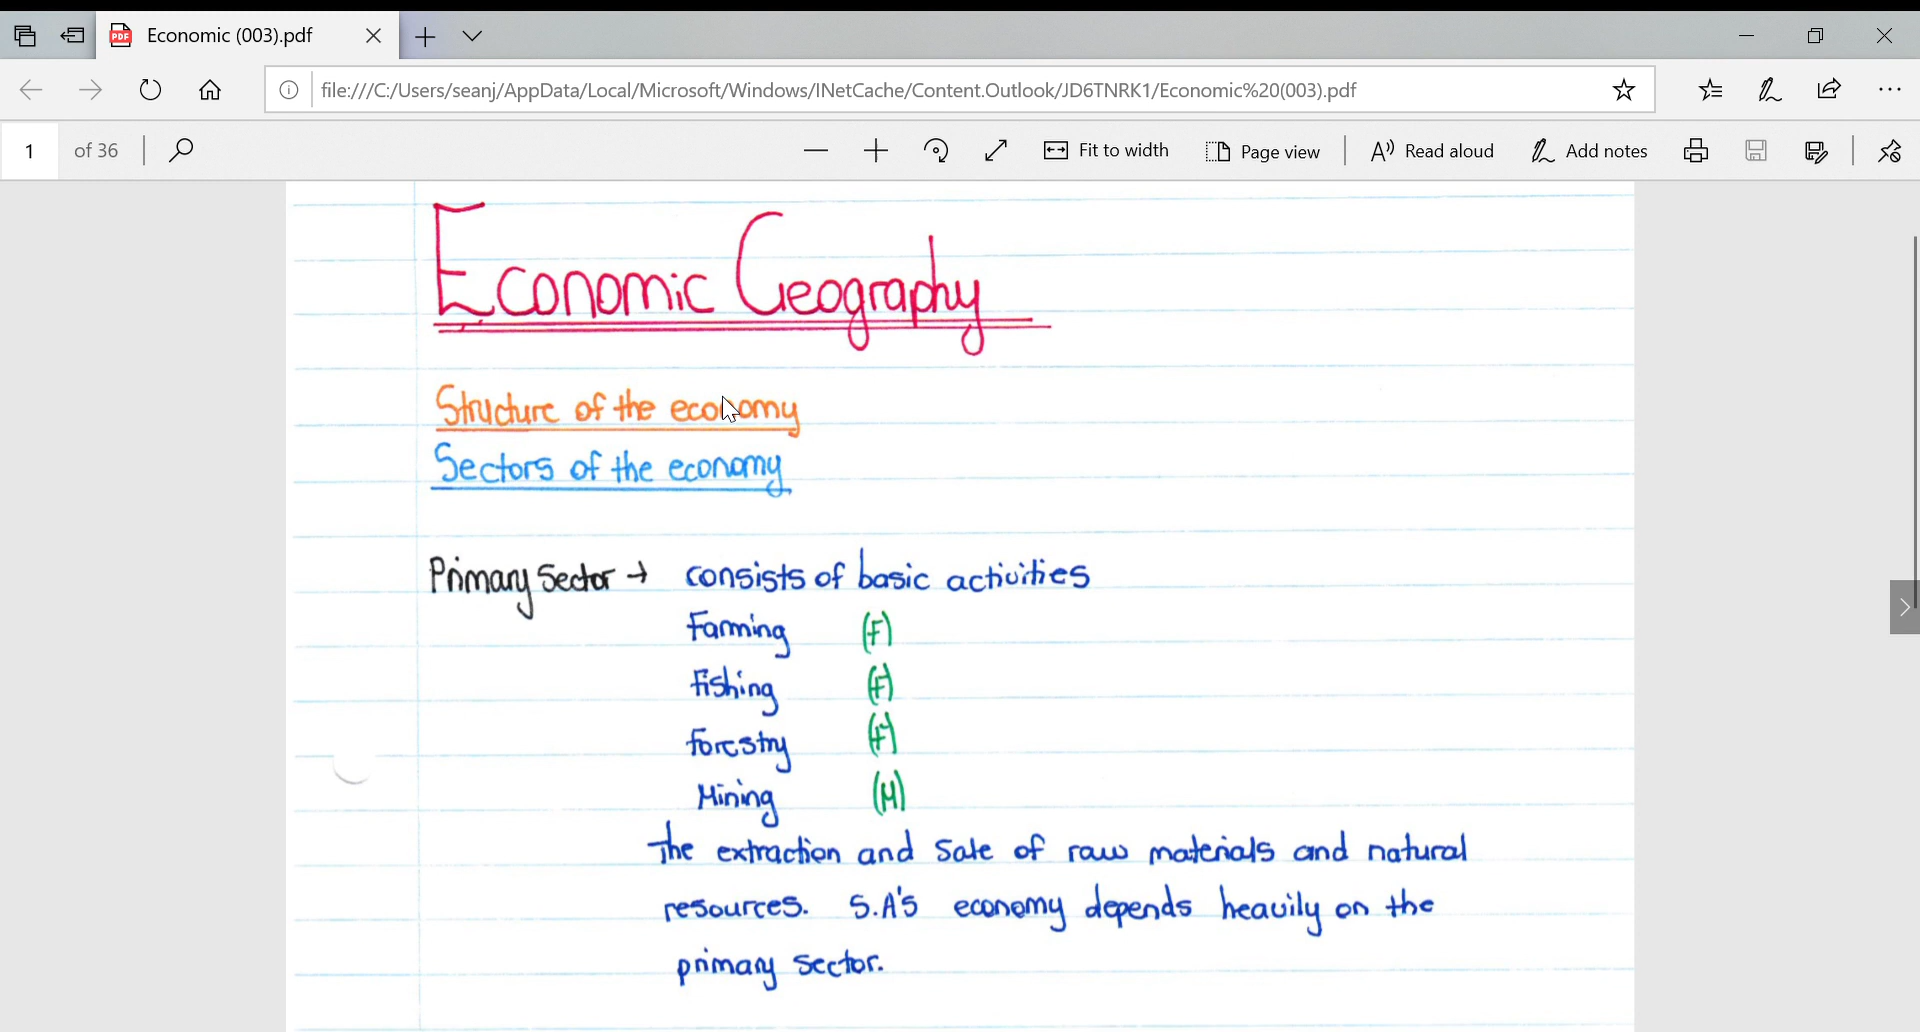 Economic (003).pdf
file:///C:/Users/seanj/AppData/Local/Microsoft/Windows/INetCache/Content.Outlook/JD6TNRK1/Economic%20(003).pdf
1 of 36 Fit to width Page view Read aloud Add notes
Economic Geography
Structure of the economy
Sectors of the economy
Primary Sector → consists of basic activities
Farming (F)
Fishing (F)
Forestry (F)
Mining (M)
The extraction and sale of raw materials and natural
resources. S.A's economy depends heavily on the
primary sector.